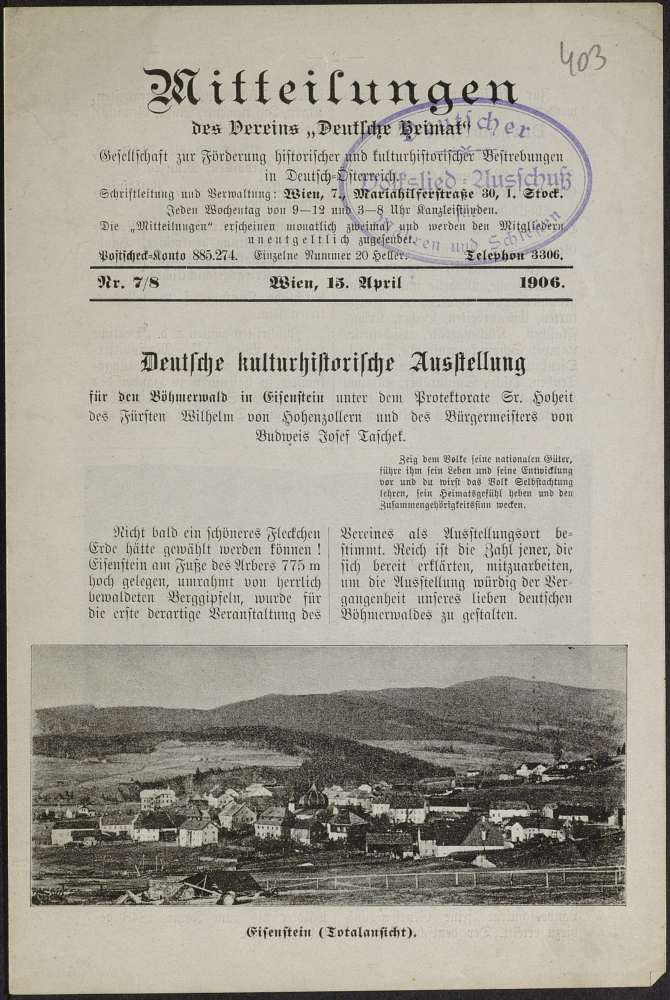 403
Mitteilungen
des Vereins „Deutsche Heimat“
Gesellschaft zur Förderung historischer und kulturhistorischer Bestrebungen
in Deutsch-Österreich.
Schriftleitung und Verwaltung: Wien, 7., Mariahilferstraße 30, 1. Stock.
Jeden Wochentag von 9—12 und 3—8 Uhr Kanzleistunden.
Die „Mitteilungen“ erscheinen monatlich zweimal und werden den Mitgliedern
unentgeltlich zugesendet.
Postscheck-Konto 885.274. Einzelne Nummer 20 Heller. Telephon 3306.
Deutscher
Volkslied-Ausschuß
Mähren und Schlesien
Nr. 7/8 Wien, 15. April 1906.
Deutsche kulturhistorische Ausstellung
für den Böhmerwald in Eisenstein unter dem Protektorate Sr. Hoheit
des Fürsten Wilhelm von Hohenzollern und des Bürgermeisters von
Budweis Josef Taschek.
Zeig dem Volke seine nationalen Güter,
führe ihm sein Leben und seine Entwicklung
vor und du wirst das Volk Selbstachtung
lehren, sein Heimatsgefühl heben und den
Zusammengehörigkeitssinn wecken.
Nicht bald ein schöneres Fleckchen
Erde hätte gewählt werden können!
Eisenstein am Fuße des Arbers 775 m
hoch gelegen, umrahmt von herrlich
bewaldeten Berggipfeln, wurde für
die erste derartige Veranstaltung des
Vereines als Ausstellungsort be-
stimmt. Reich ist die Zahl jener, die
sich bereit erklärten, mitzuarbeiten,
um die Ausstellung würdig der Ver-
gangenheit unseres lieben deutschen
Böhmerwaldes zu gestalten.
Eisenstein (Totalansicht).